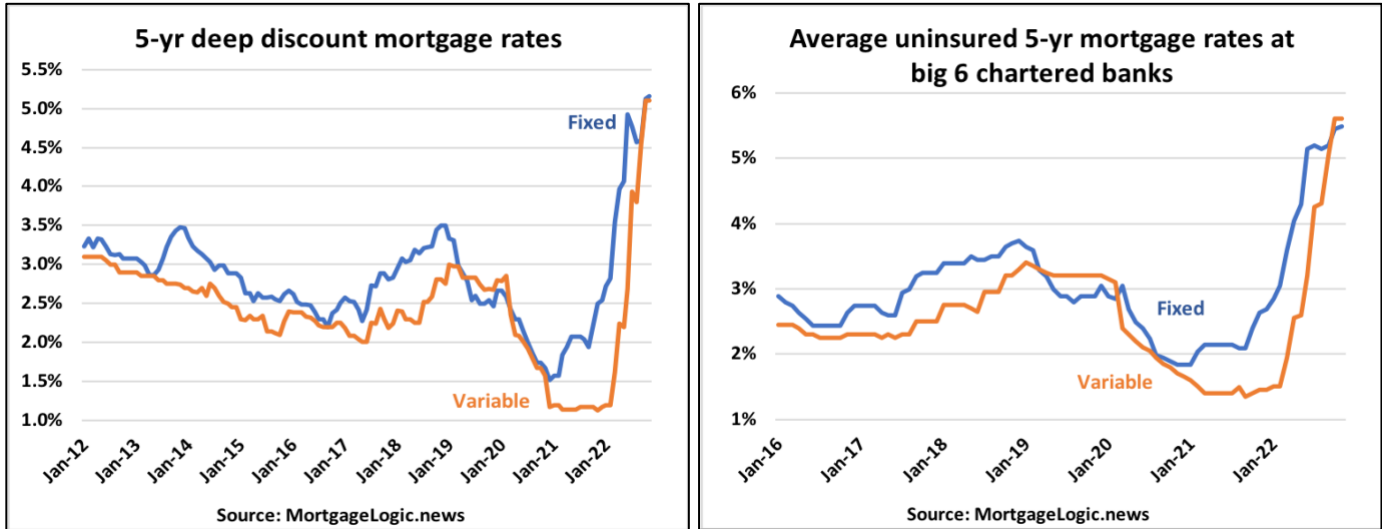 5-yr deep discount mortgage rates
5.5%
5.0%
4.5%
4.0%
3.5%
3.0%
2.5%
2.0%
1.5%
1.0%
Fixed
Variable
Jan-12
Jan-13
Jan-14
Jan-15
Jan-16
Jan-17
Jan-18
Jan-19
Jan-20
Jan-21
Jan-22
Source: MortgageLogic.news
Average uninsured 5-yr mortgage rates at
big 6 chartered banks
6%
5%
4%
3%
2%
1%
Fixed
Variable
Jan-16
Jan-17
Jan-18
Jan-19
Jan-20
Jan-21
Jan-22
Source: MortgageLogic.news